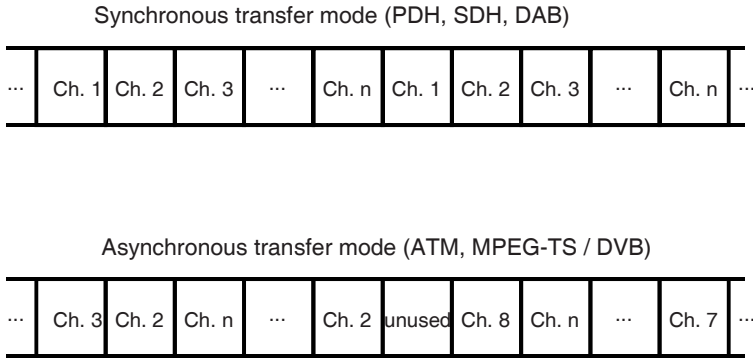 Synchronous transfer mode (PDH, SDH, DAB)
... Ch. 1 Ch. 2 Ch. 3 ... Ch. n Ch. 1 Ch. 2 Ch. 3 ... Ch. n ...
Asynchronous transfer mode (ATM, MPEG-TS / DVB)
... Ch. 3 Ch. 2 Ch. n ... Ch. 2 unused Ch. 8 Ch. n ... Ch. 7 ...